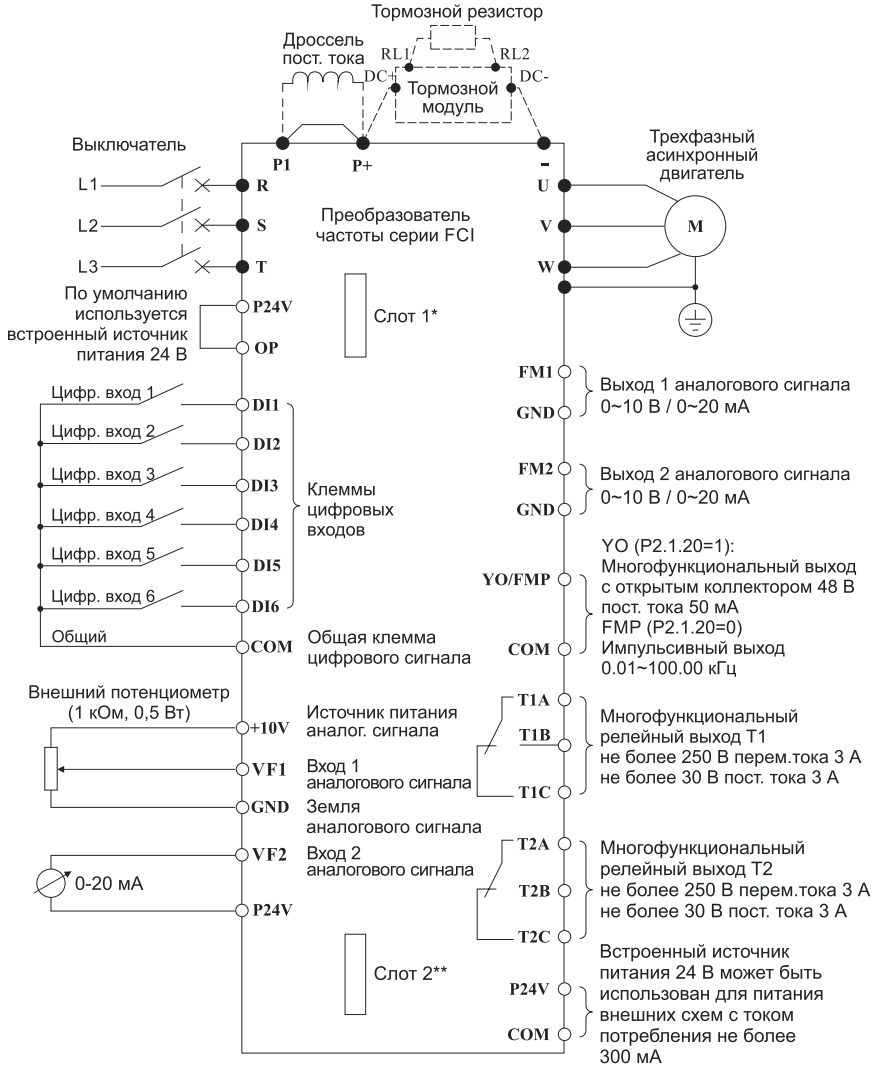 Тормозной резистор
Дроссель
пост. тока
RL1
RL2
DC+
DC-
Тормозной
модуль
Выключатель
P1
P+
-
Трехфазный
асинхронный
двигатель
L1
R
U
L2
S
V
M
L3
T
W
Преобразователь
частоты серии FCI
По умолчанию
используется
встроенный источник
питания 24 В
P24V
OP
Слот 1*
FM1
GND
Выход 1 аналогового сигнала
0~10 В / 0~20 мА
Цифр. вход 1
DI1
Цифр. вход 2
DI2
Цифр. вход 3
DI3
Цифр. вход 4
DI4
Цифр. вход 5
DI5
Цифр. вход 6
DI6
Общий
COM
Клеммы
цифровых
входов
Общая клемма
цифрового сигнала
FM2
GND
Выход 2 аналогового сигнала
0~10 В / 0~20 мА
YO/FMP
COM
YO (P2.1.20=1):
Многофункциональный выход
с открытым коллектором 48 В
пост. тока 50 мА
FMP (P2.1.20=0)
Импульсивный выход
0.01~100.00 кГц
Внешний потенциометр
(1 кОм, 0,5 Вт)
+10V
Источник питания
аналог. сигнала
VF1
Вход 1
аналогового сигнала
GND
Земля
аналогового сигнала
VF2
Вход 2
аналогового сигнала
0-20 мА
P24V
T1A
T1B
T1C
Многофункциональный
релейный выход T1
не более 250 В перем.тока 3 А
не более 30 В пост. тока 3 А
T2A
T2B
T2C
Многофункциональный
релейный выход T2
не более 250 В перем.тока 3 А
не более 30 В пост. тока 3 А
Слот 2**
P24V
COM
Встроенный источник
питания 24 В может быть
использован для питания
внешних схем с током
потребления не более
300 мА